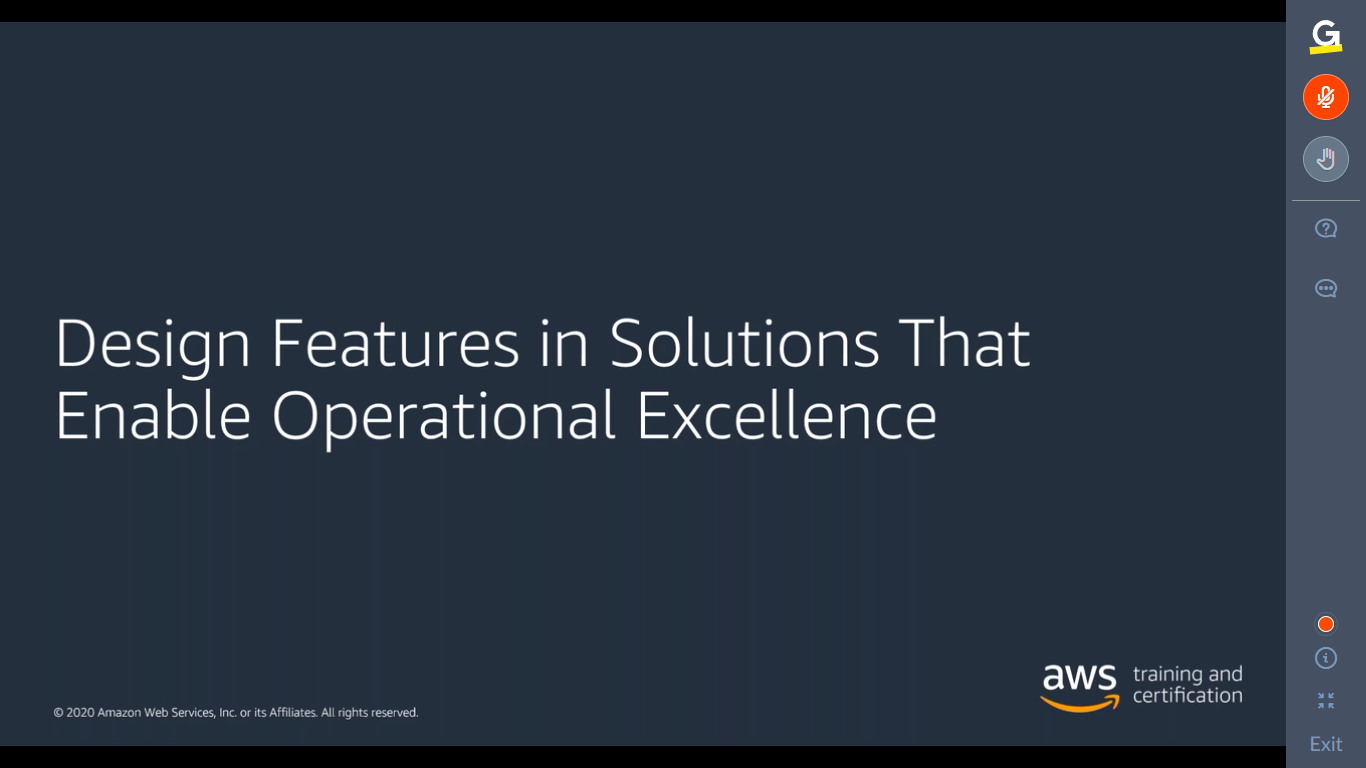 Design Features in Solutions That
Enable Operational Excellence
aws training and
certification
© 2020 Amazon Web Services, Inc. or its Affiliates. All rights reserved.
G
Exit